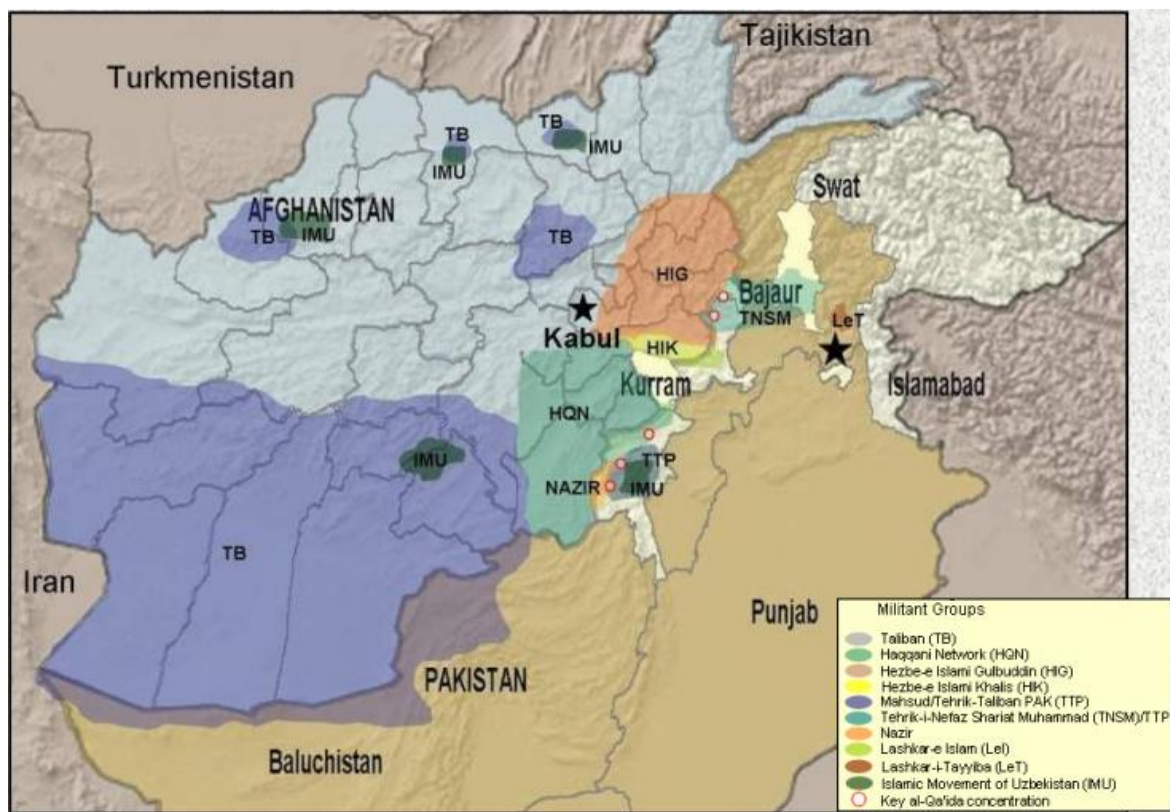 Tajikistan
Turkmenistan
TB
TB
IMU
IMU
Swat
AFGHANISTAN
TB
IMU
TB
HIG
Bajaur
TNSM
LeT
Kabul
HIK
Kurram
Islamabad
HQN
IMU
TTP
NAZIR
IMU
TB
Iran
Punjab
PAKISTAN
Baluchistan
Militant Groups
Taliban (TB)
Haqqani Network (HQN)
Hezbe-e Islami Gulbuddin (HIG)
Hezbe-e Islami Khalis (HIK)
Mahsud/Tehrik-Taliban PAK (TTP)
Tehrik-i-Nefaz Shariat Muhammad (TNSM)/TTP
Nazir
Lashkar-e Islam (LeI)
Lashkar-i-Tayyiba (LeT)
Islamic Movement of Uzbekistan (IMU)
Key al-Qa'ida concentration